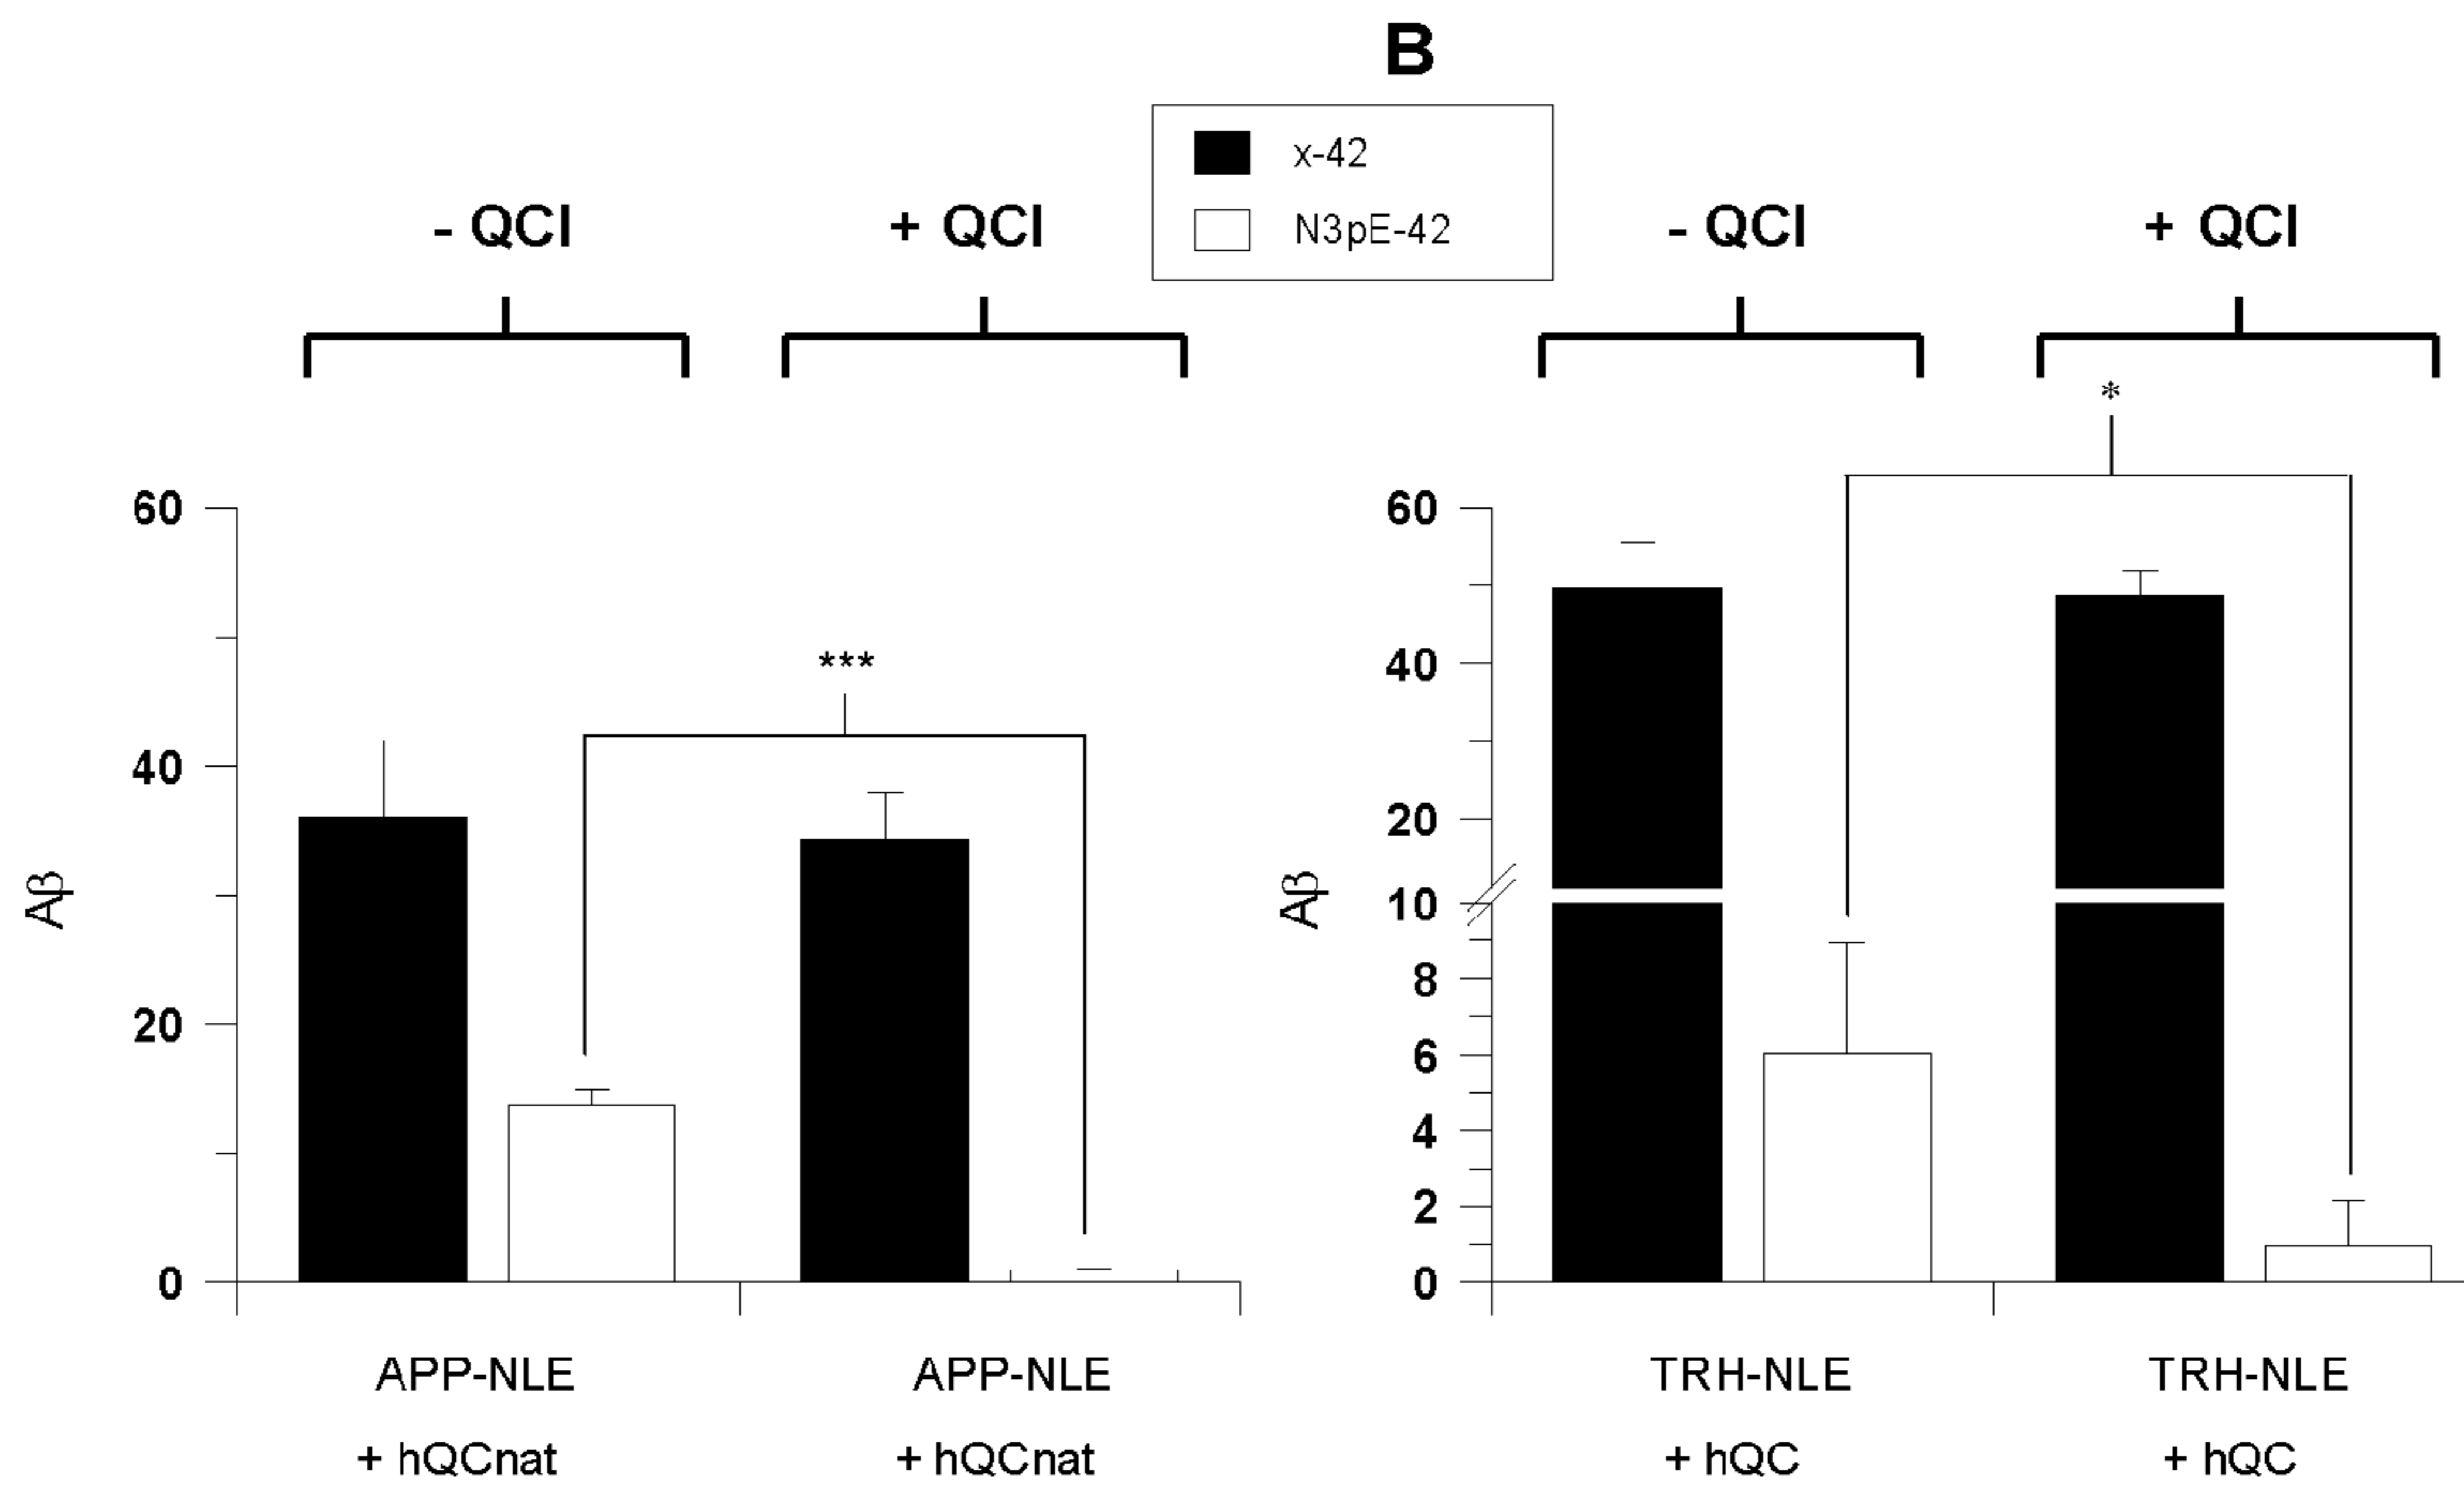 B
x-42
N3pE-42
- QCI
+ QCI
- QCI
+ QCI
*
***
60
40
20
0
Aβ
60
40
20
10
8
6
4
2
0
Aβ
APP-NLE
+ hQCnat
APP-NLE
+ hQCnat
TRH-NLE
+ hQC
TRH-NLE
+ hQC